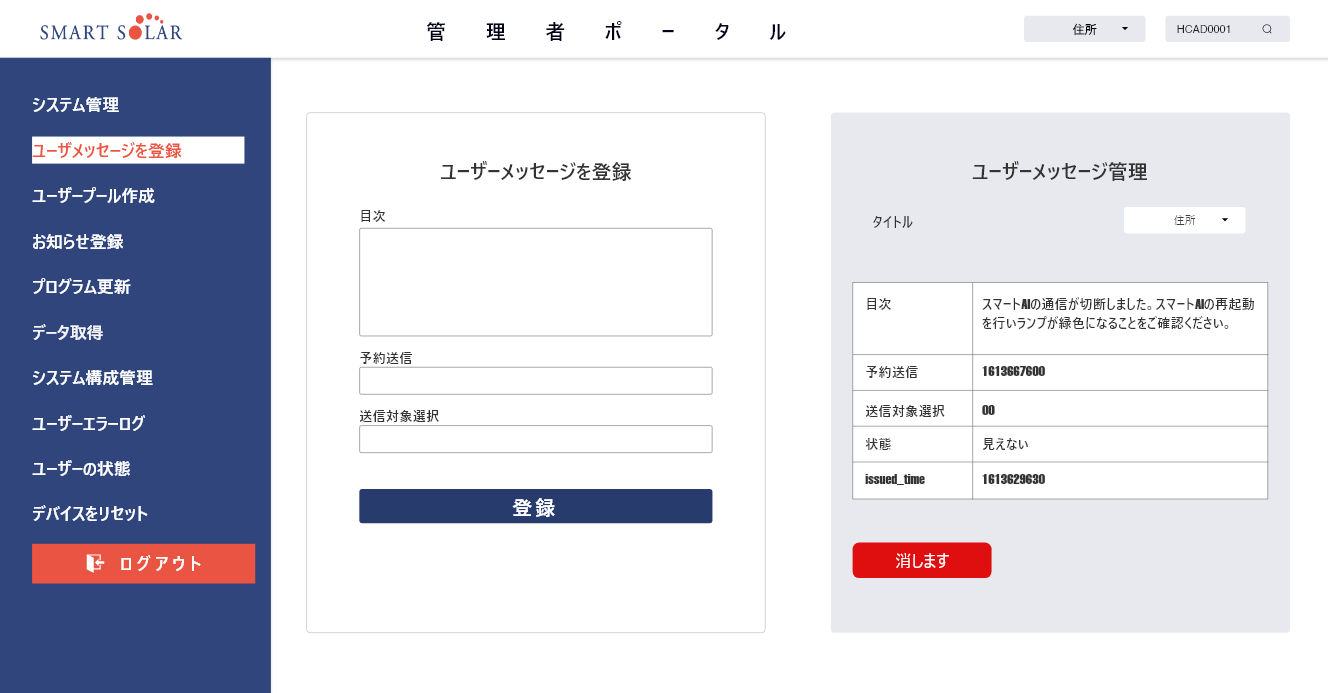 SMART SOLAR
管理者ポータル
住所
HCAD0001
システム管理
ユーザメッセージを登録
ユーザープール作成
お知らせ登録
プログラム更新
データ取得
システム構成管理
ユーザーエラーログ
ユーザーの状態
デバイスをリセット
ログアウト
ユーザーメッセージを登録
目次
予約送信
送信対象選択
登録
ユーザーメッセージ管理
タイトル
住所
目次
スマートAIの通信が切断しました。スマートAIの再起動
を行いランプが緑色になることをご確認ください。
予約送信
1613667600
送信対象選択
00
状態
見えない
issued_time
1613629630
消します